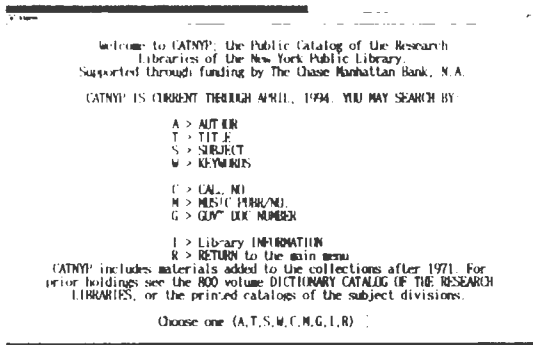 Welcome to CATNYP; the Public Catalog of the Research
Libraries of the New York Public Library.
Supported through funding by The Chase Manhattan Bank, N.A.
CATNYP IS CURRENT THROUGH APRIL, 1994. YOU MAY SEARCH BY:
A > AUTHOR
T > TITLE
S > SUBJECT
W > KEYWORDS
C > CALL NO
M > MUSIC PUBR/NO.
G > GOVT DOC NUMBER
I > Library INFORMATION
R > RETURN to the main menu
CATNYP includes materials added to the collections after 1971. For
prior holdings see the 800 volume DICTIONARY CATALOG OF THE RESEARCH
LIBRARIES, or the printed catalogs of the subject divisions.
Choose one (A,T,S,W,C,M,G,I,R)